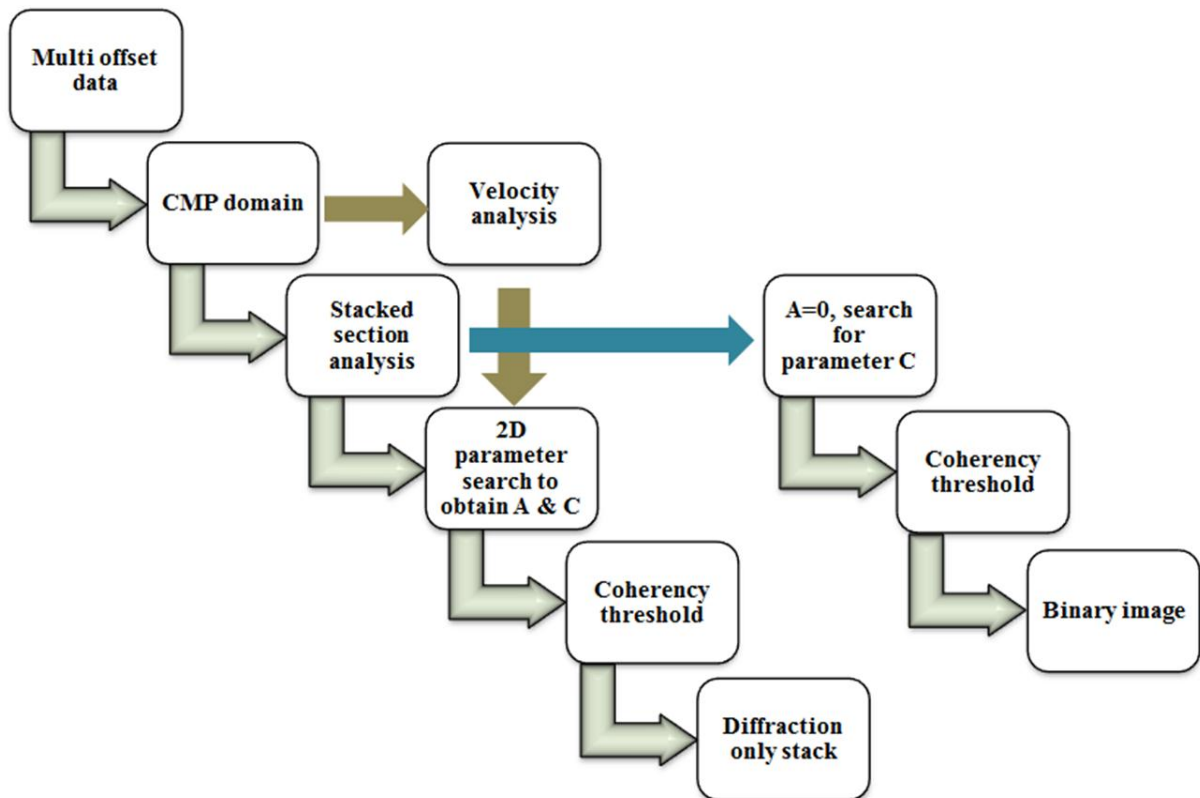 Multi offset
data
CMP domain
Velocity
analysis
Stacked
section
analysis
A=0, search
for
parameter C
2D
parameter
search to
obtain A & C
Coherency
threshold
Coherency
threshold
Binary image
Diffraction
only stack